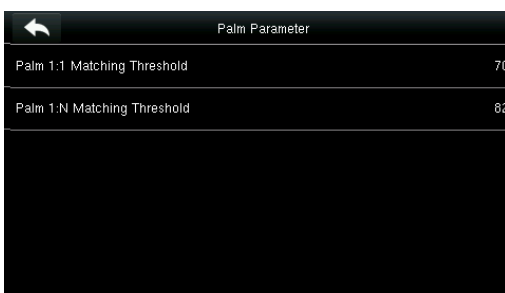 Palm Parameter
Palm 1:1 Matching Threshold
Palm 1:N Matching Threshold